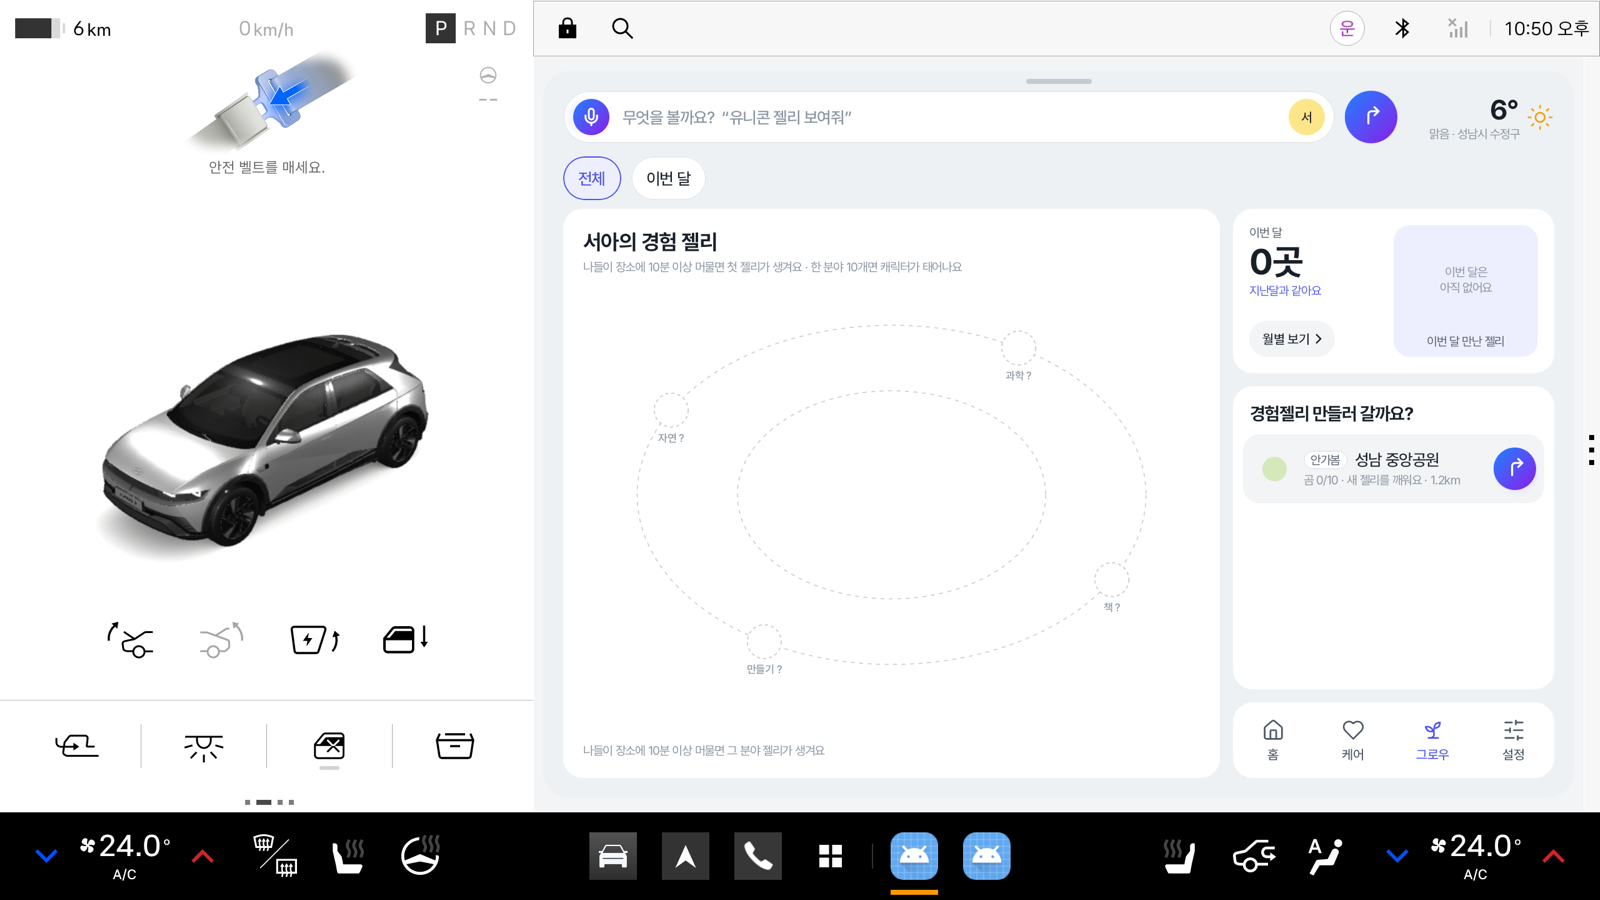 6 km
0 km/h
P R N D
--
안전 벨트를 매세요.
운
10:50 오후
무엇을 볼까요? “유니콘 젤리 보여줘”
서
6°
맑음 · 성남시 수정구
전체
이번 달
서아의 경험 젤리
나들이 장소에 10분 이상 머물면 첫 젤리가 생겨요 · 한 분야 10개면 캐릭터가 태어나요
과학 ?
자연 ?
책 ?
만들기 ?
나들이 장소에 10분 이상 머물면 그 분야 젤리가 생겨요
이번 달
0곳
지난달과 같아요
월별 보기
이번 달은
아직 없어요
이번 달 만난 젤리
경험젤리 만들러 갈까요?
안가봄 성남 중앙공원
곰 0/10 · 새 젤리를 깨워요 · 1.2km
홈
케어
그로우
설정
24.0°
A/C
A
24.0°
A/C